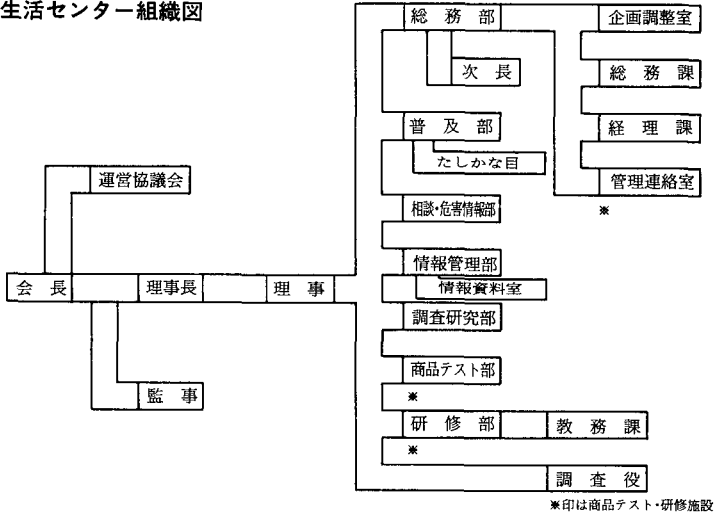 生活センター組織図
総務部
企画調整室
次長
総務課
普及部
経理課
たしかな目
運営協議会
管理連絡室
相談・危害情報部
※
情報管理部
会長
理事長
理事
情報資料室
調査研究部
商品テスト部
監事
※
研修部
教務課
※
調査役
※印は商品テスト・研修施設